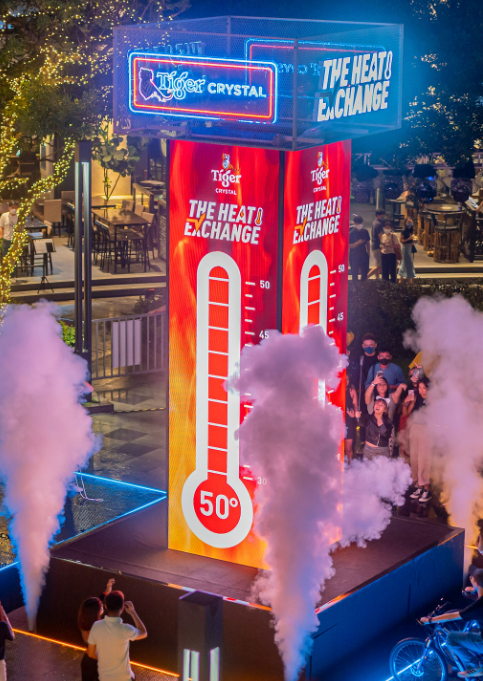 Tiger CRYSTAL
THE HEAT
EXCHANGE
Tiger
CRYSTAL
THE HEAT
EXCHANGE
50
45
30
50°
Tiger
CRYSTAL
THE HEAT
EXCHANGE
50
45